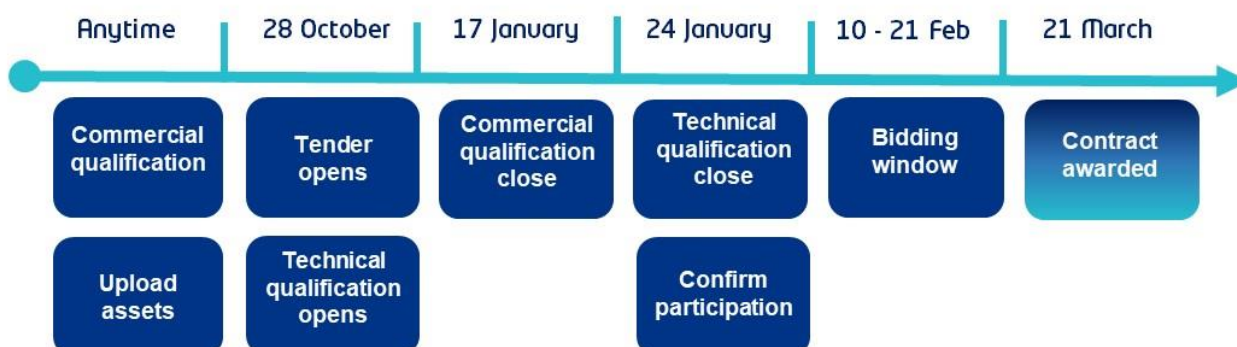 Anytime
28 October
17 January
24 January
10 - 21 Feb
21 March
Commercial
qualification
Tender
opens
Commercial
qualification
close
Technical
qualification
close
Bidding
window
Contract
awarded
Upload
assets
Technical
qualification
opens
Confirm
participation